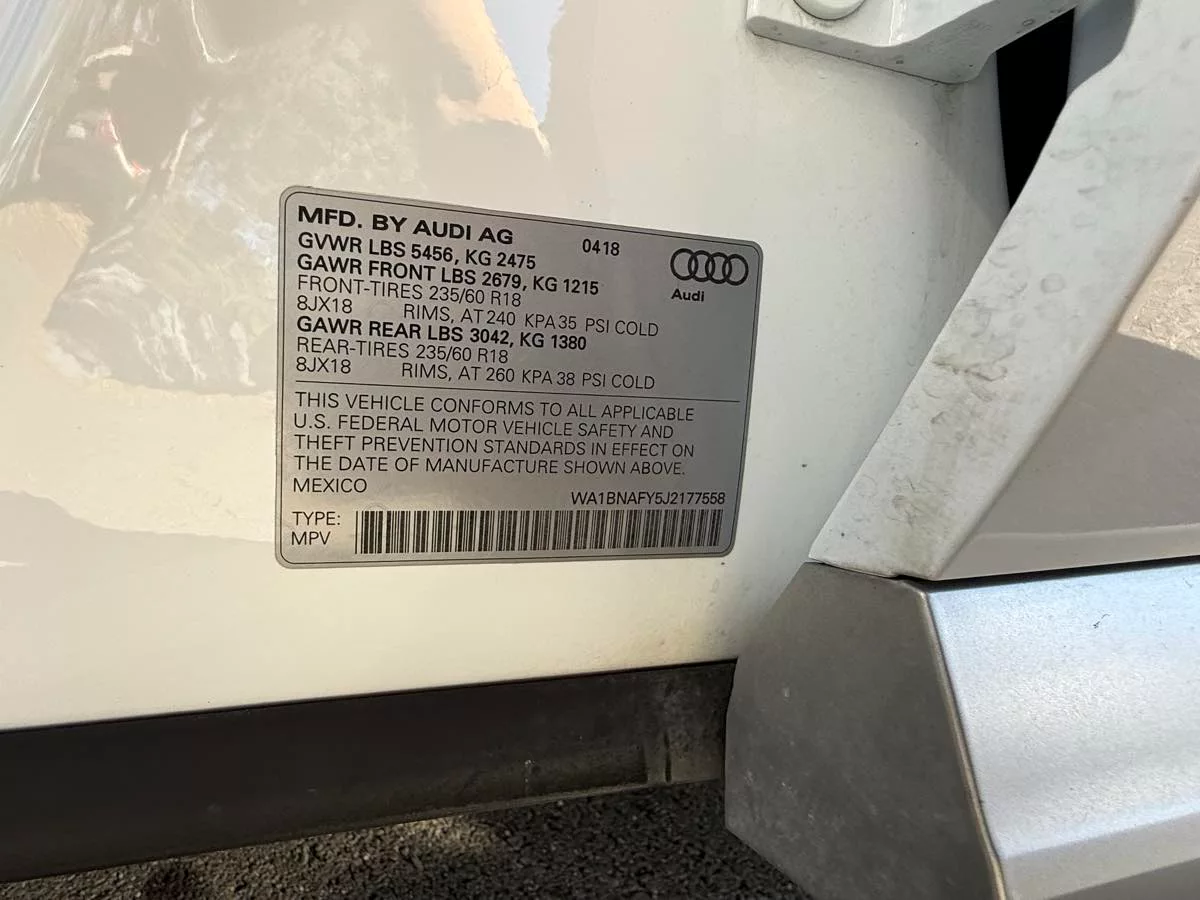 MFD. BY AUDI AG 0418
GVWR LBS 5456, KG 2475
GAWR FRONT LBS 2679, KG 1215
Audi
FRONT-TIRES 235/60 R18
8JX18 RIMS, AT 240 KPA 35 PSI COLD
GAWR REAR LBS 3042, KG 1380
REAR-TIRES 235/60 R18
8JX18 RIMS, AT 260 KPA 38 PSI COLD
THIS VEHICLE CONFORMS TO ALL APPLICABLE
U.S. FEDERAL MOTOR VEHICLE SAFETY AND
THEFT PREVENTION STANDARDS IN EFFECT ON
THE DATE OF MANUFACTURE SHOWN ABOVE.
MEXICO WA1BNAFY5J2177558
TYPE:
MPV